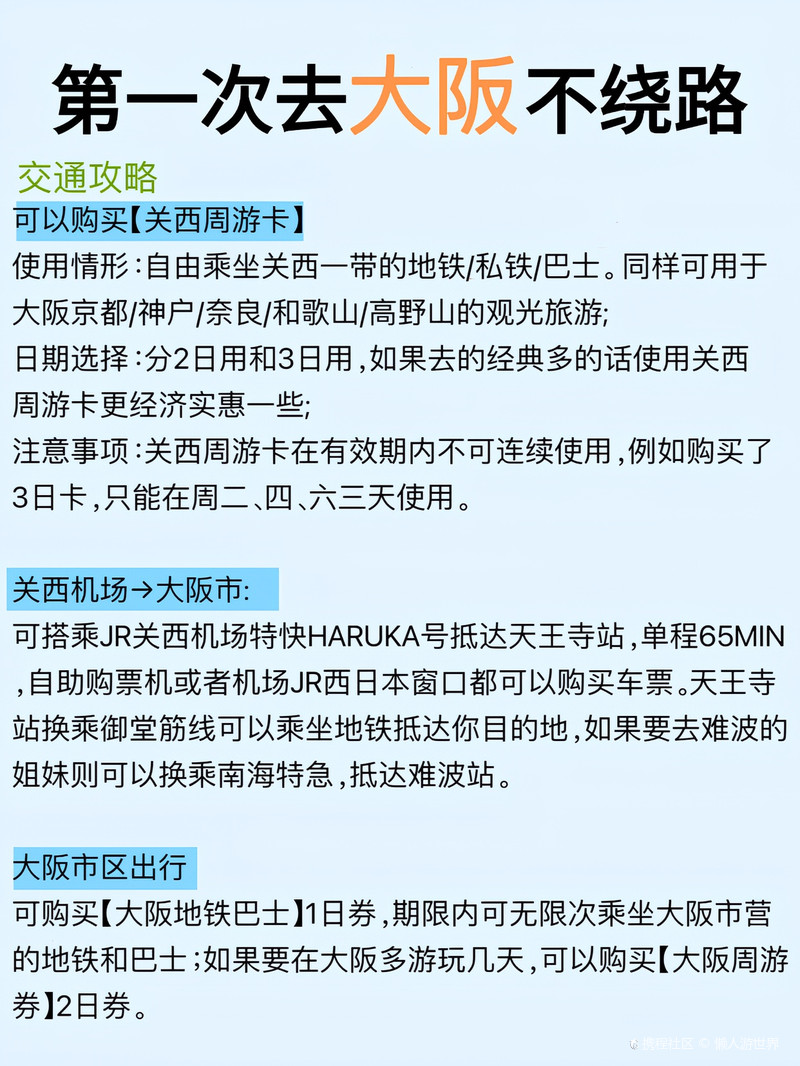 第一次去大阪不绕路
交通攻略
可以购买【关西周游卡】
使用情形:自由乘坐关西一带的地铁/私铁/巴士。同样可用于
大阪京都/神户/奈良/和歌山/高野山的观光旅游;
日期选择:分2日用和3日用,如果去的经典多的话使用关西
周游卡更经济实惠一些;
注意事项:关西周游卡在有效期内不可连续使用,例如购买了
3日卡,只能在周二、四、六三天使用。
关西机场→大阪市:
可搭乘JR关西机场特快HARUKA号抵达天王寺站,单程65MIN
,自助购票机或者机场JR西日本窗口都可以购买车票。天王寺
站换乘御堂筋线可以乘坐地铁抵达你目的地,如果要去难波的
姐妹则可以换乘南海特急,抵达难波站。
大阪市区出行
可购买【大阪地铁巴士】1日券,期限内可无限次乘坐大阪市营
的地铁和巴士;如果要在大阪多游玩几天,可以购买【大阪周游
券】2日券。